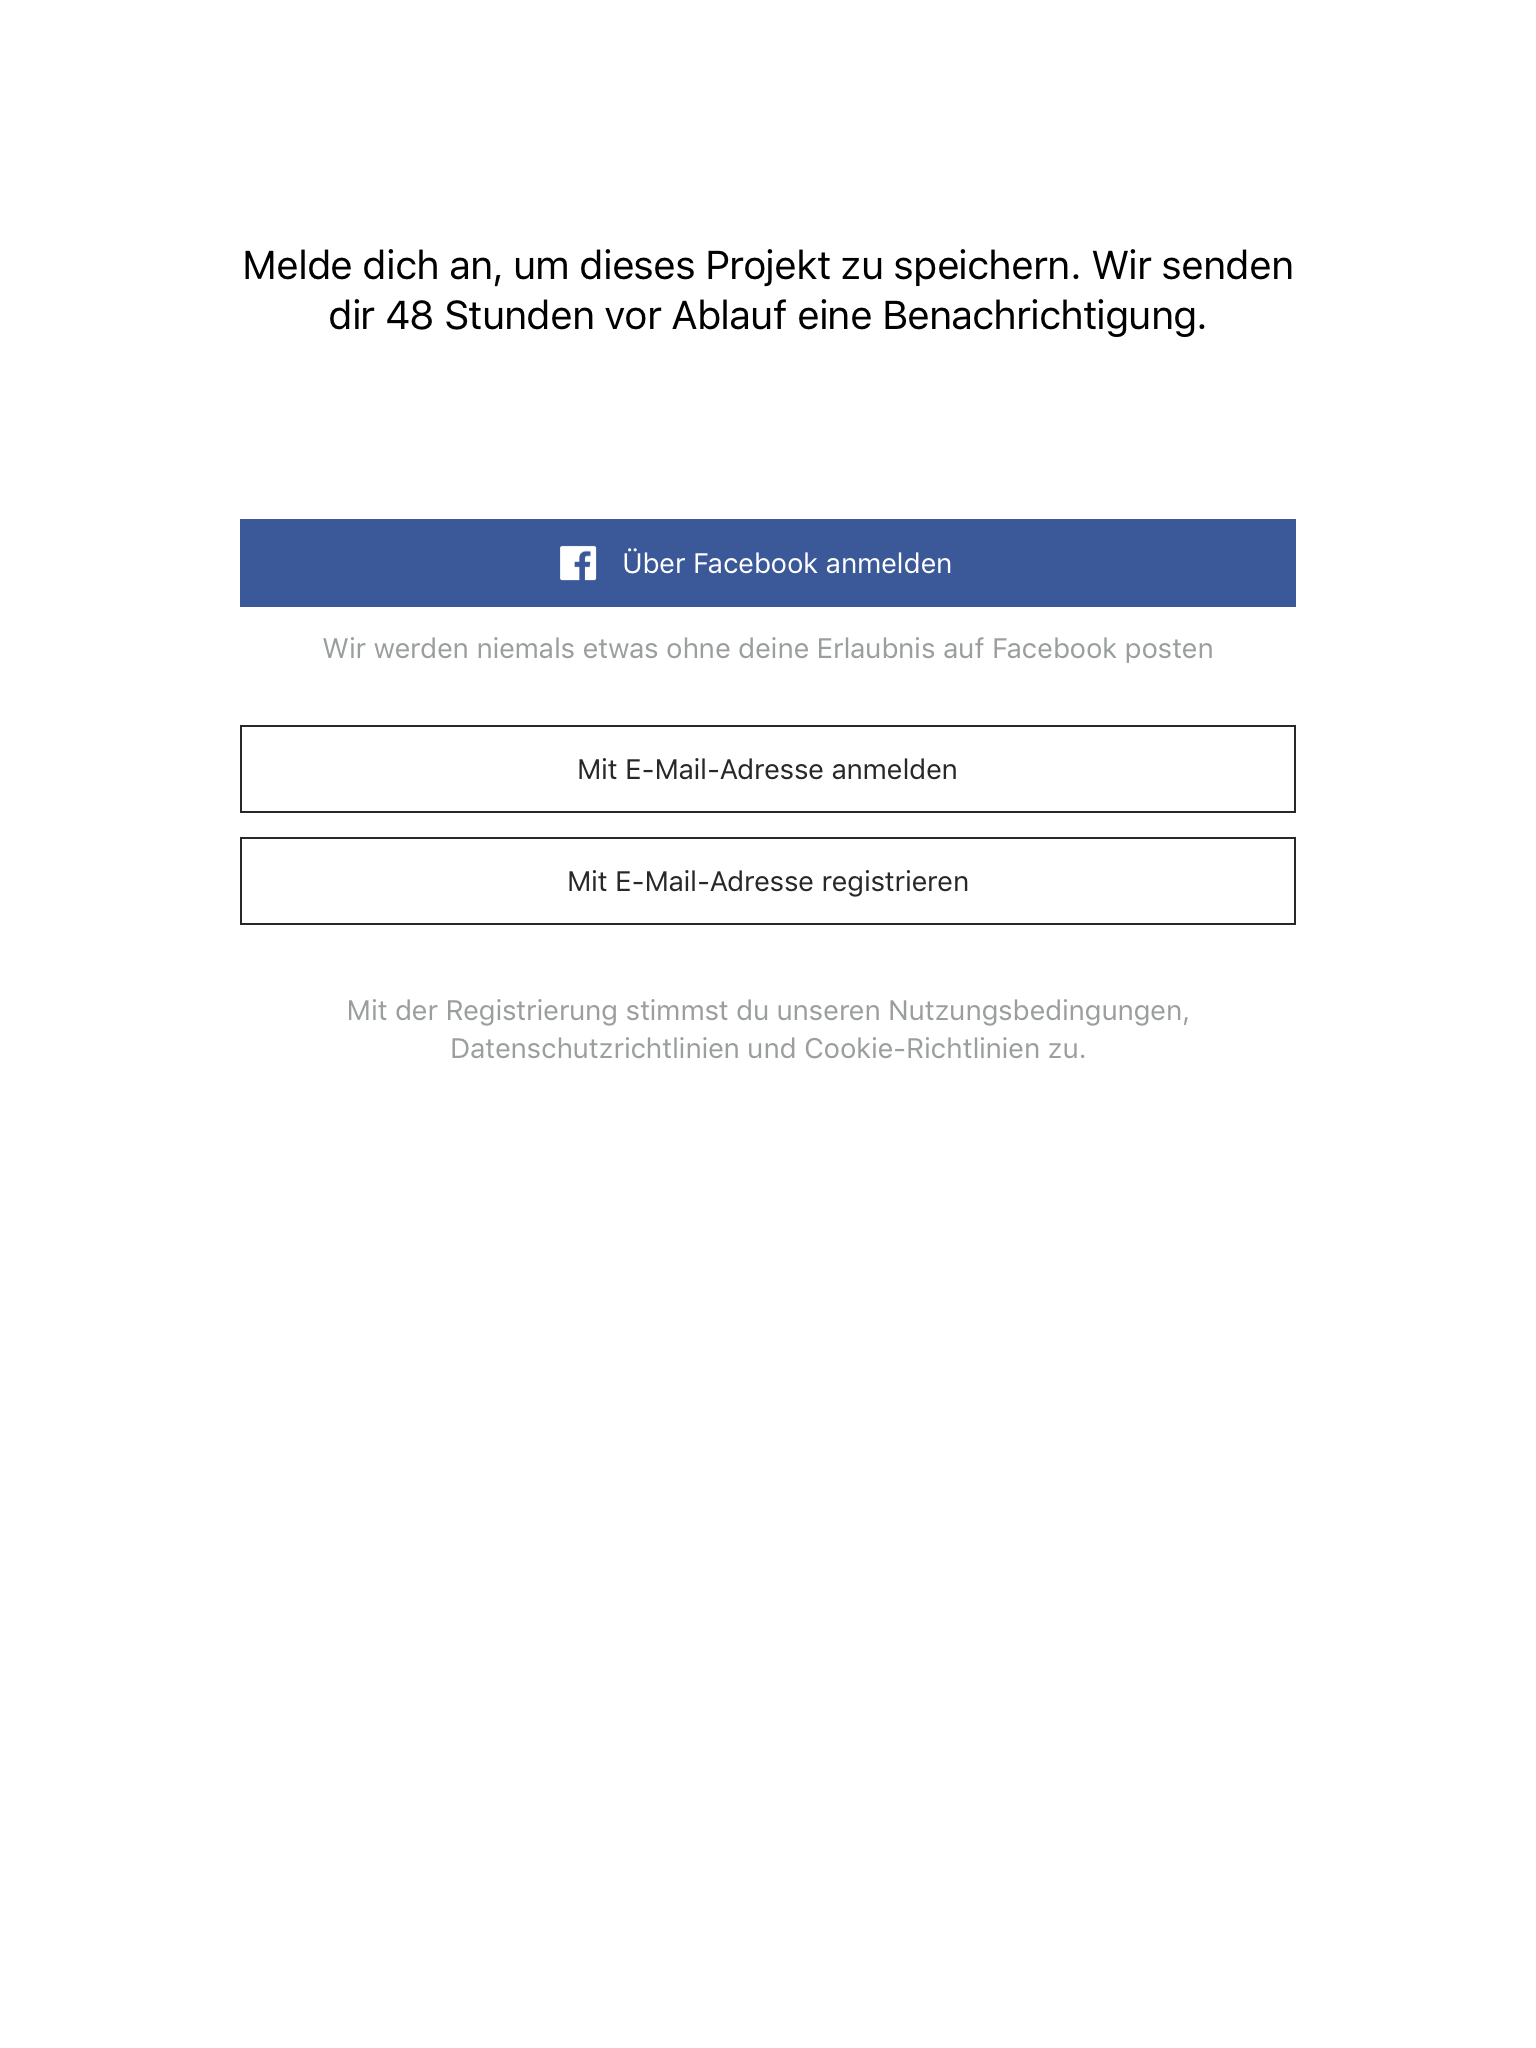 Melde dich an, um dieses Projekt zu speichern. Wir senden
dir 48 Stunden vor Ablauf eine Benachrichtigung.
Über Facebook anmelden
Wir werden niemals etwas ohne deine Erlaubnis auf Facebook posten
Mit E-Mail-Adresse anmelden
Mit E-Mail-Adresse registrieren
Mit der Registrierung stimmst du unseren Nutzungsbedingungen,
Datenschutzrichtlinien und Cookie-Richtlinien zu.